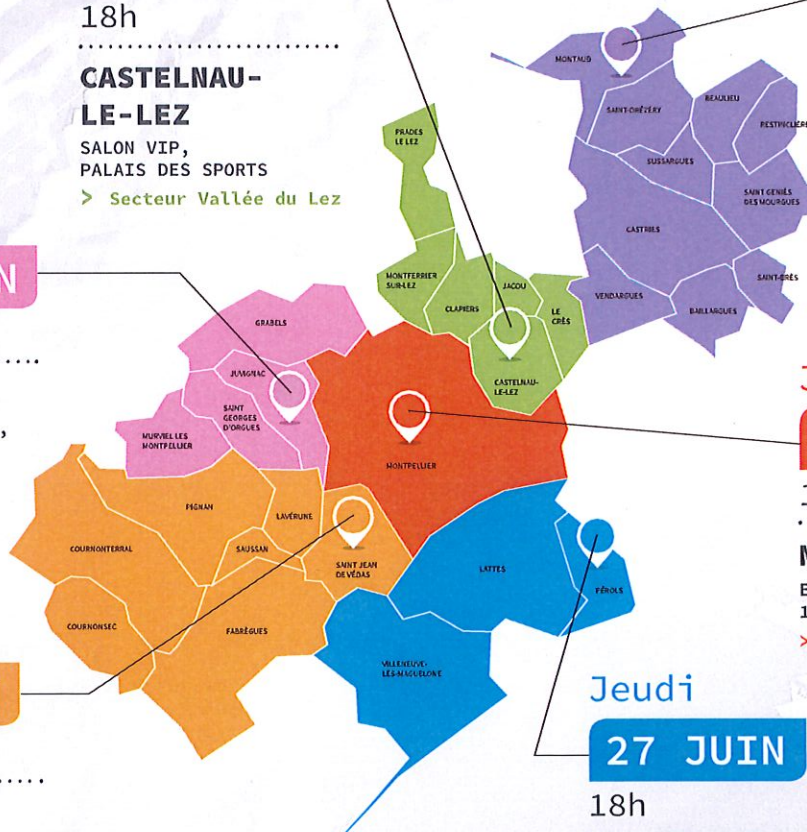 18h
CASTELNAU-
LE-LEZ
SALON VIP,
PALAIS DES SPORTS
> Secteur Vallée du Lez
N
MONTAUD
SAINT-DRÉZÉRY
BEAULIEU
RESTINCLIÈRES
SUSSARGUES
SAINT GENIÈS
DES MOURGUES
CASTRIES
SAINT-BRÈS
VENDARGUES
BAILLARGUES
PRADES
LE LEZ
MONTFERRIER
SUR-LEZ
CLAPIERS
JACOU
LE
CRÈS
CASTELNAU-
LE-LEZ
GRABELS
JUVIGNAC
SAINT
GEORGES
D'ORGUES
MURVIEL LES
MONTPELLIER
MONTPELLIER
PIGNAN
LAVÉRUNE
COURNONTERRAL
SAUSSAN
SAINT JEAN
DE VÉDAS
COURNONSEC
FABRÈGUES
LATTES
PÉROLS
VILLENEUVE-
LÈS-MAGUELONE
Jeudi
27 JUIN
18h